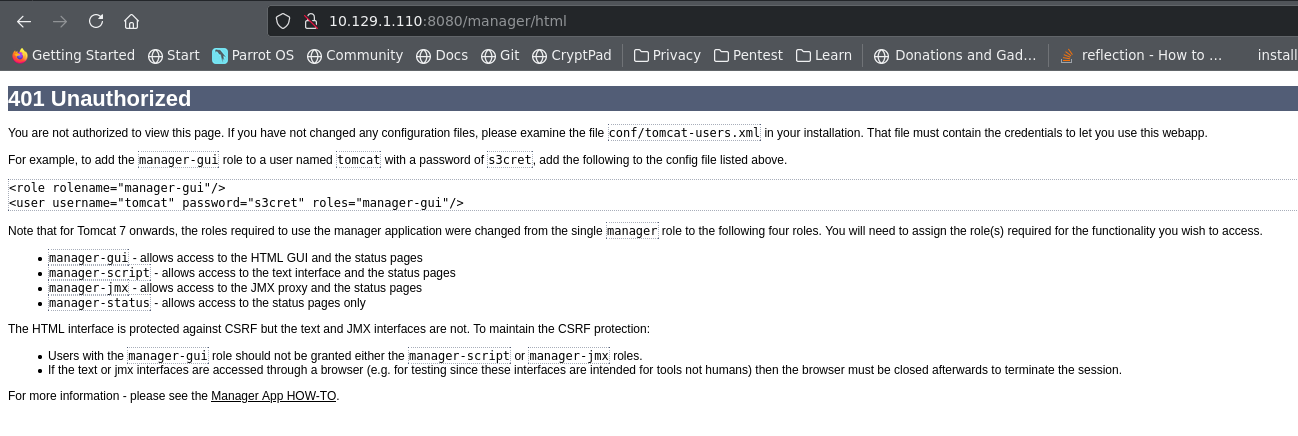 10.129.1.110:8080/manager/html
Getting Started Start Parrot OS Community Docs Git CryptPad Privacy Pentest Learn Donations and Gad... reflection - How to ... install
401 Unauthorized
You are not authorized to view this page. If you have not changed any configuration files, please examine the file conf/tomcat-users.xml in your installation. That file must contain the credentials to let you use this webapp.
For example, to add the manager-gui role to a user named tomcat with a password of s3cret, add the following to the config file listed above.
<role rolename="manager-gui"/>
<user username="tomcat" password="s3cret" roles="manager-gui"/>
Note that for Tomcat 7 onwards, the roles required to use the manager application were changed from the single manager role to the following four roles. You will need to assign the role(s) required for the functionality you wish to access.
manager-gui - allows access to the HTML GUI and the status pages
manager-script - allows access to the text interface and the status pages
manager-jmx - allows access to the JMX proxy and the status pages
manager-status - allows access to the status pages only
The HTML interface is protected against CSRF but the text and JMX interfaces are not. To maintain the CSRF protection:
Users with the manager-gui role should not be granted either the manager-script or manager-jmx roles.
If the text or jmx interfaces are accessed through a browser (e.g. for testing since these interfaces are intended for tools not humans) then the browser must be closed afterwards to terminate the session.
For more information - please see the Manager App HOW-TO.